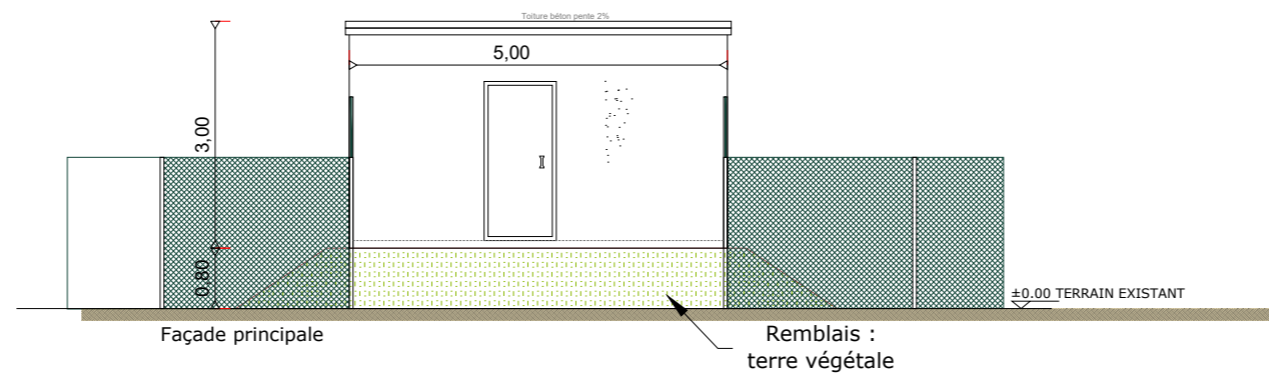 Toiture béton pente 2%
5,00
3,00
0,80
±0.00 TERRAIN EXISTANT
Façade principale
Remblais :
terre végétale